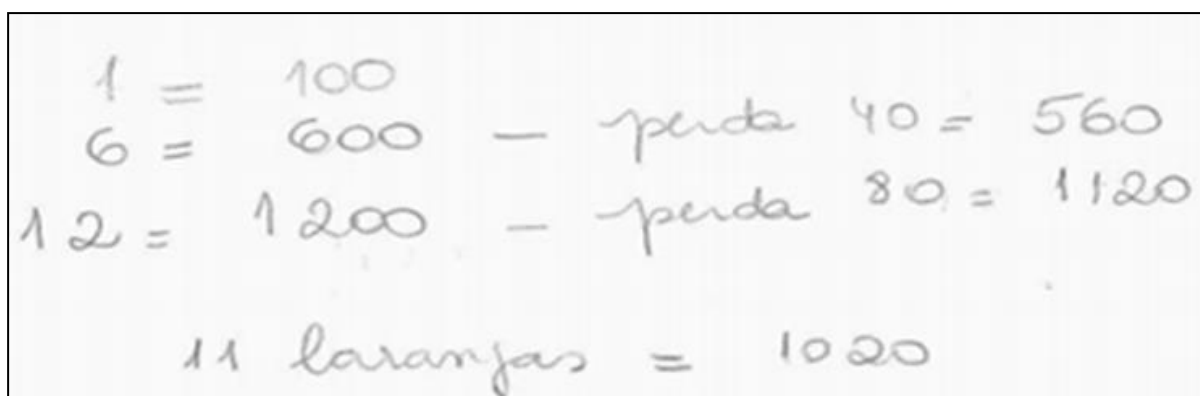 1 = 100
6 = 600 - perda 40 = 560
12 = 1200 - perda 80 = 1120
11 laranjas = 1020